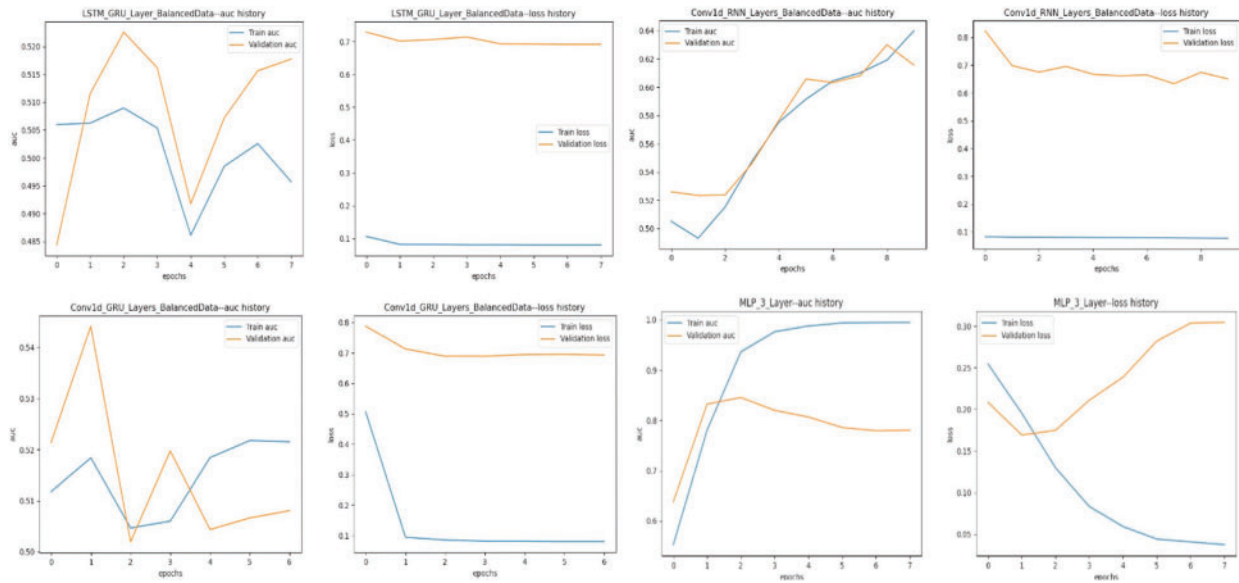 LSTM_GRU_Layer_BalancedData--auc history
Train auc
Validation auc
0.520
0.515
0.510
0.505
0.500
0.495
0.490
0.485
auc
0 1 2 3 4 5 6 7
epochs
LSTM_GRU_Layer_BalancedData--loss history
Train loss
Validation loss
0.7
0.6
0.5
0.4
0.3
0.2
0.1
loss
0 1 2 3 4 5 6 7
epochs
Conv1d_RNN_Layers_BalancedData--auc history
Train auc
Validation auc
0.64
0.62
0.60
0.58
0.56
0.54
0.52
0.50
auc
0 2 4 6 8
epochs
Conv1d_RNN_Layers_BalancedData--loss history
Train loss
Validation loss
0.8
0.7
0.6
0.5
0.4
0.3
0.2
0.1
loss
0 2 4 6 8
epochs
Conv1d_GRU_Layers_BalancedData--auc history
Train auc
Validation auc
0.54
0.53
0.52
0.51
0.50
auc
0 1 2 3 4 5 6
epochs
Conv1d_GRU_Layers_BalancedData--loss history
Train loss
Validation loss
0.8
0.7
0.6
0.5
0.4
0.3
0.2
0.1
loss
0 1 2 3 4 5 6
epochs
MLP_3_Layer--auc history
Train auc
Validation auc
1.0
0.9
0.8
0.7
0.6
auc
0 1 2 3 4 5 6 7
epochs
MLP_3_Layer--loss history
Train loss
Validation loss
0.30
0.25
0.20
0.15
0.10
0.05
loss
0 1 2 3 4 5 6 7
epochs